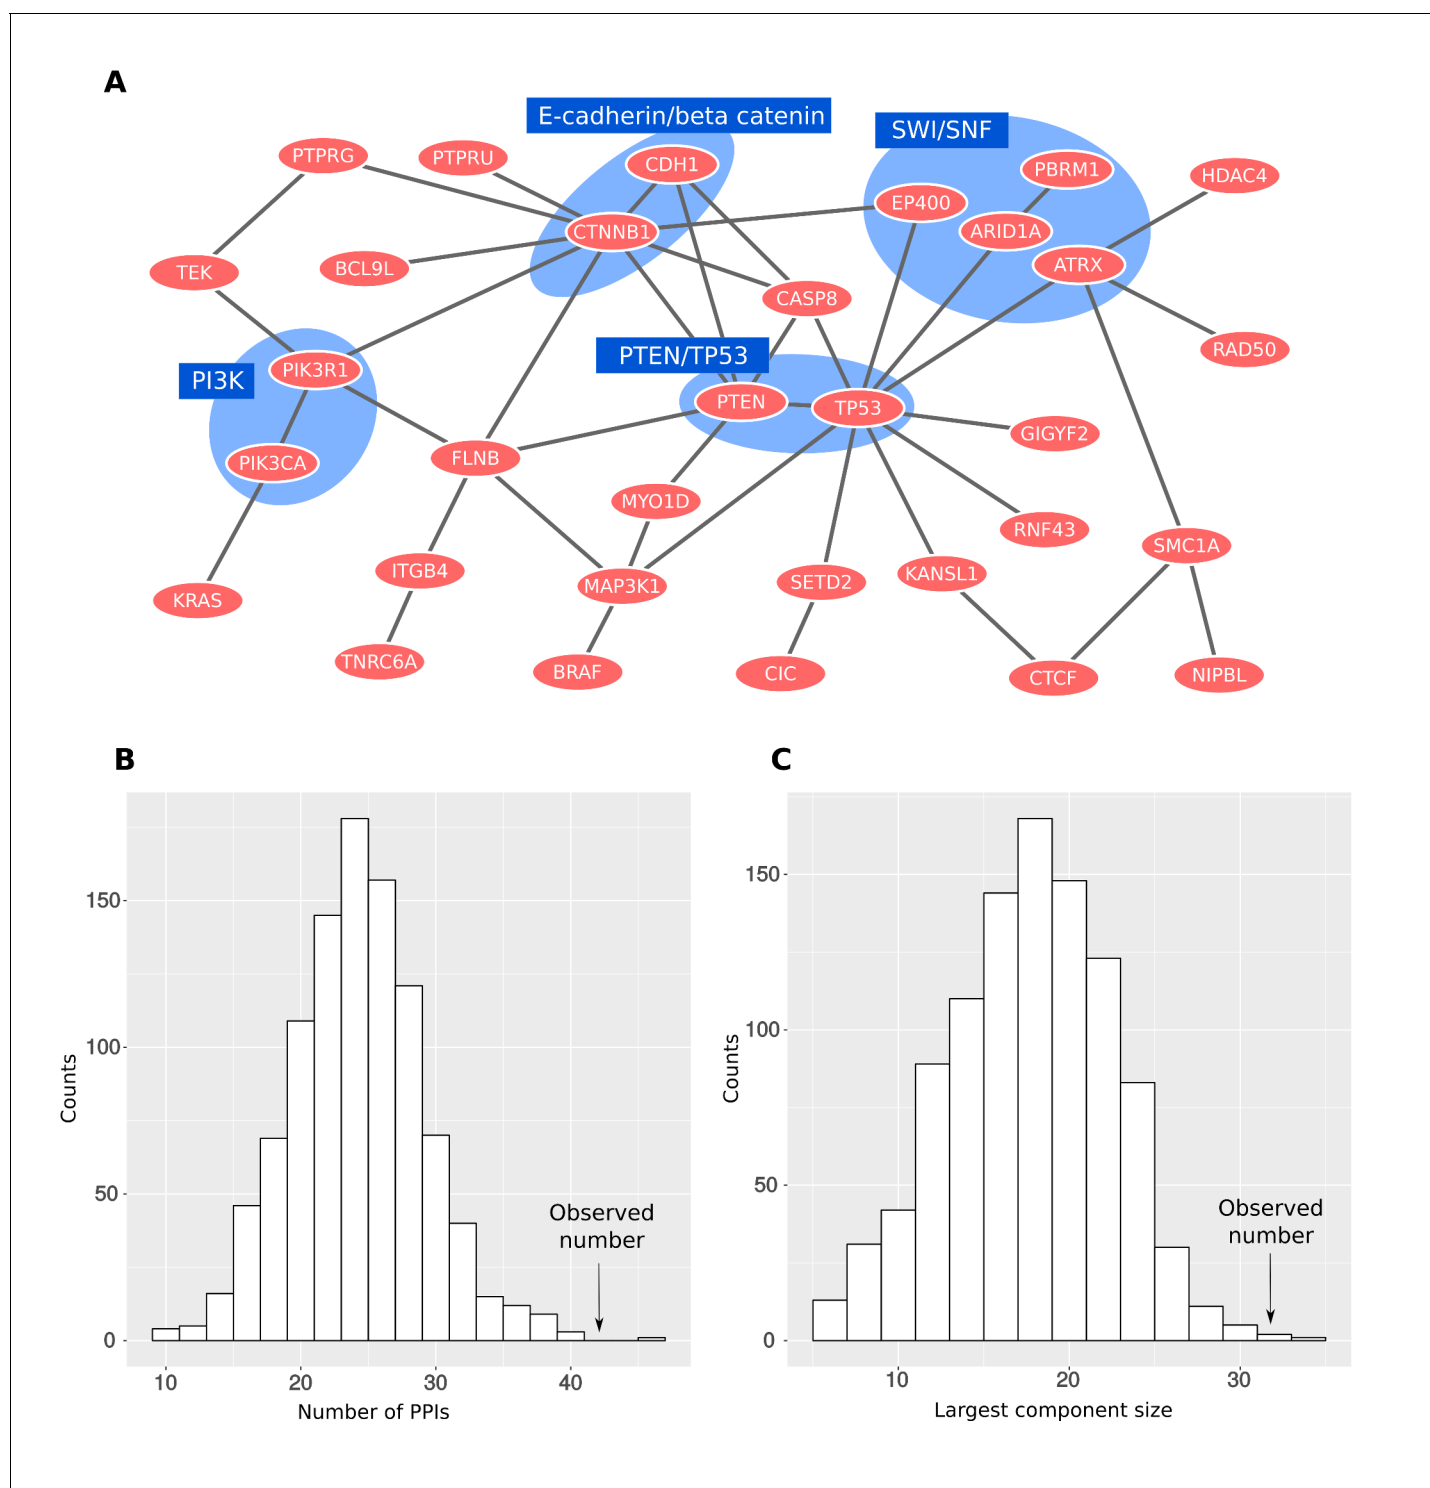 A
E-cadherin/beta catenin
SWI/SNF
PTPRG
PTPRU
CDH1
PBRM1
HDAC4
EP400
CTNNB1
ARID1A
TEK
BCL9L
ATRX
CASP8
PTEN/TP53
RAD50
PI3K
PIK3R1
PTEN
TP53
GIGYF2
PIK3CA
FLNB
MYO1D
RNF43
SMC1A
ITGB4
KANSL1
SETD2
MAP3K1
KRAS
TNRC6A
BRAF
CIC
CTCF
NIPBL
B
150
100
50
0
Counts
Observed
number
10 20 30 40
Number of PPIs
C
150
100
50
0
Counts
Observed
number
10 20 30
Largest component size